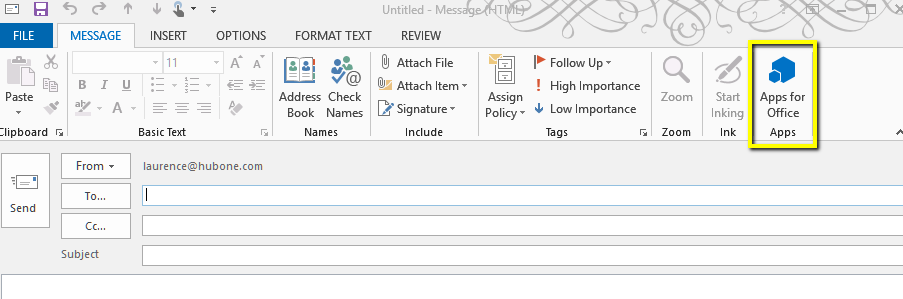 Untitled - Message (HTML)
FILE MESSAGE INSERT OPTIONS FORMAT TEXT REVIEW
Paste
Clipboard
11
B I U A
Basic Text
Address Book
Check Names
Names
Attach File
Attach Item
Signature
Include
Assign Policy
Follow Up
High Importance
Low Importance
Tags
Zoom
Zoom
Start Inking
Ink
Apps for Office
Apps
Send
From laurence@hubone.com
To...
Cc...
Subject